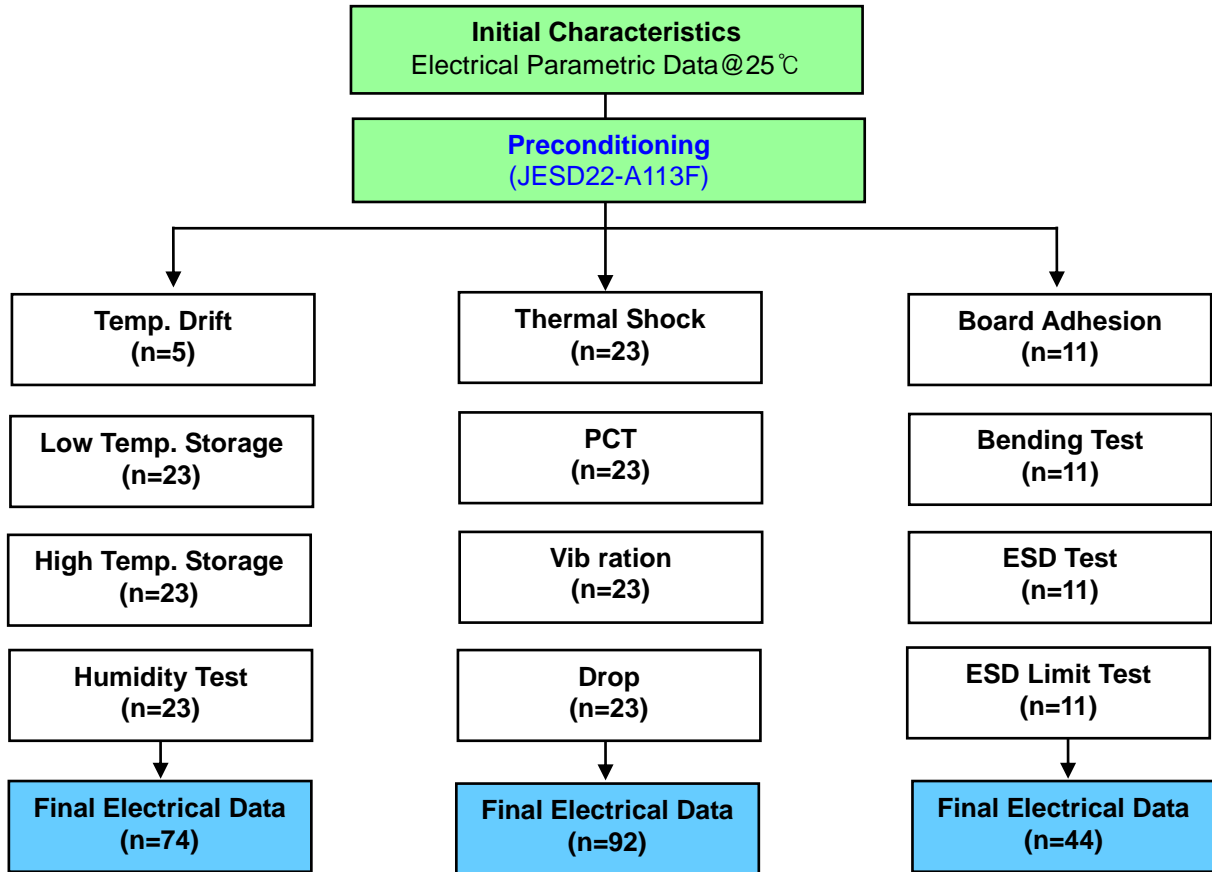 Initial Characteristics
Electrical Parametric Data@25℃
Preconditioning
(JESD22-A113F)
Temp. Drift
(n=5)
Low Temp. Storage
(n=23)
High Temp. Storage
(n=23)
Humidity Test
(n=23)
Final Electrical Data
(n=74)
Thermal Shock
(n=23)
PCT
(n=23)
Vib ration
(n=23)
Drop
(n=23)
Final Electrical Data
(n=92)
Board Adhesion
(n=11)
Bending Test
(n=11)
ESD Test
(n=11)
ESD Limit Test
(n=11)
Final Electrical Data
(n=44)